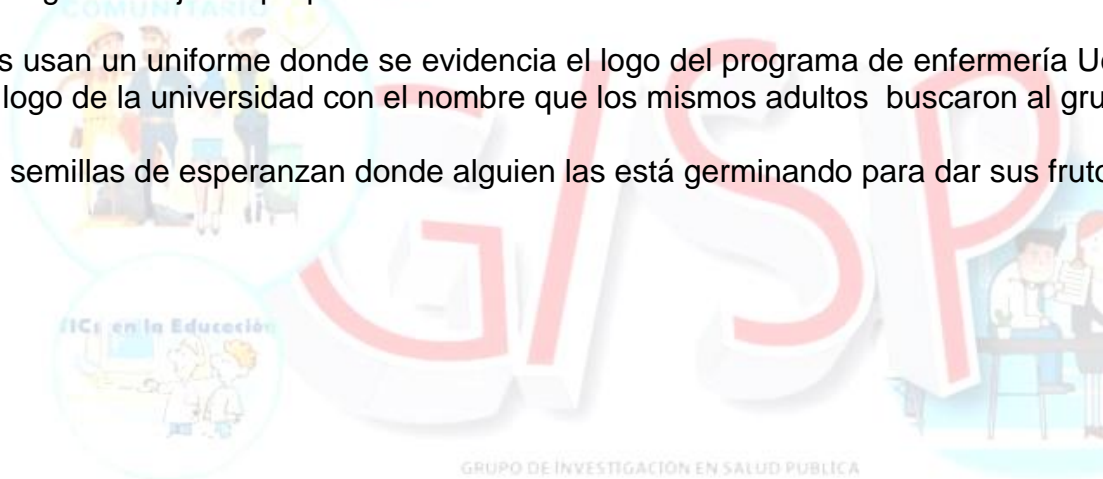 COMUNITARIO
s usan un uniforme donde se evidencia el logo del programa de enfermería
logo de la universidad con el nombre que los mismos adultos buscaron al
semillas de esperanzan donde alguien las está germinando para dar sus
GISP
TICs en la Educación
GRUPO DE INVESTIGACIÓN EN SALUD PUBLICA